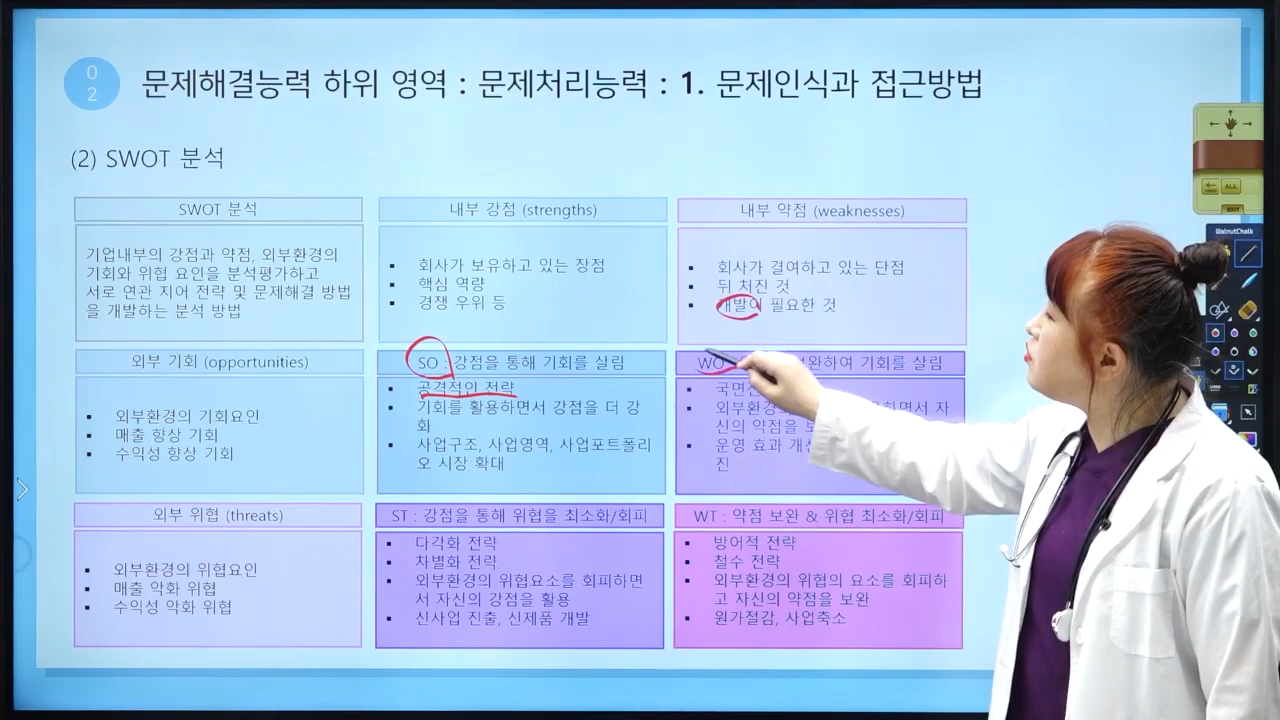 0
2
문제해결능력 하위 영역 : 문제처리능력 : 1. 문제인식과 접근방법
(2) SWOT 분석
SWOT 분석
기업내부의 강점과 약점, 외부환경의
기회와 위협 요인을 분석평가하고
서로 연관 지어 전략 및 문제해결 방법
을 개발하는 분석 방법
내부 강점 (strengths)
▪ 회사가 보유하고 있는 장점
▪ 핵심 역량
▪ 경쟁 우위 등
내부 약점 (weaknesses)
▪ 회사가 결여하고 있는 단점
▪ 뒤 처진 것
▪ 개발이 필요한 것
외부 기회 (opportunities)
▪ 외부환경의 기회요인
▪ 매출 향상 기회
▪ 수익성 향상 기회
SO : 강점을 통해 기회를 살림
▪ 공격적인 전략
▪ 기회를 활용하면서 강점을 더 강
화
▪ 사업구조, 사업영역, 사업포트폴리
오 시장 확대
WO 기회를 살림
▪ 외부환경
신의 약점을
▪ 운영 효과
진
외부 위협 (threats)
▪ 외부환경의 위협요인
▪ 매출 악화 위협
▪ 수익성 악화 위협
ST : 강점을 통해 위협을 최소화/회피
▪ 다각화 전략
▪ 차별화 전략
▪ 외부환경의 위협요소를 회피하면
서 자신의 강점을 활용
▪ 신사업 진출, 신제품 개발
WT : 약점 보완 & 위협 최소화/회피
▪ 방어적 전략
▪ 철수 전략
▪ 외부환경의 위협의 요소를 회피하
고 자신의 약점을 보완
▪ 원가절감, 사업축소
ALL
EXIT
WalnutChalk